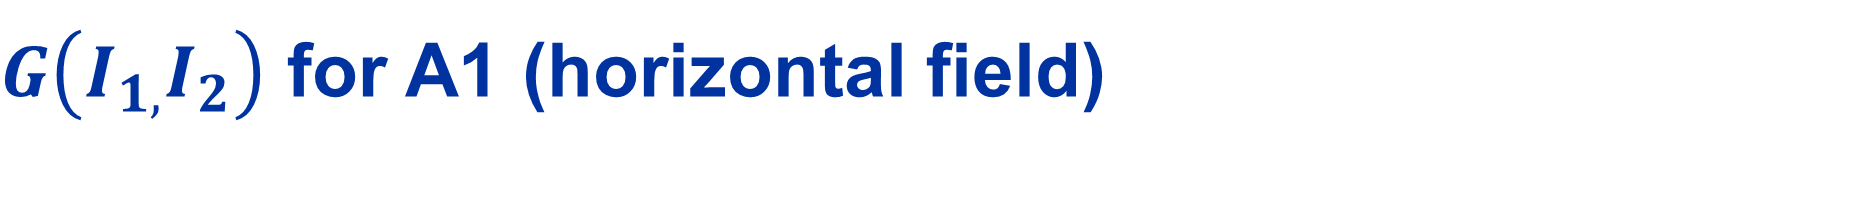 G(I₁,I₂) for A1 (horizontal field)